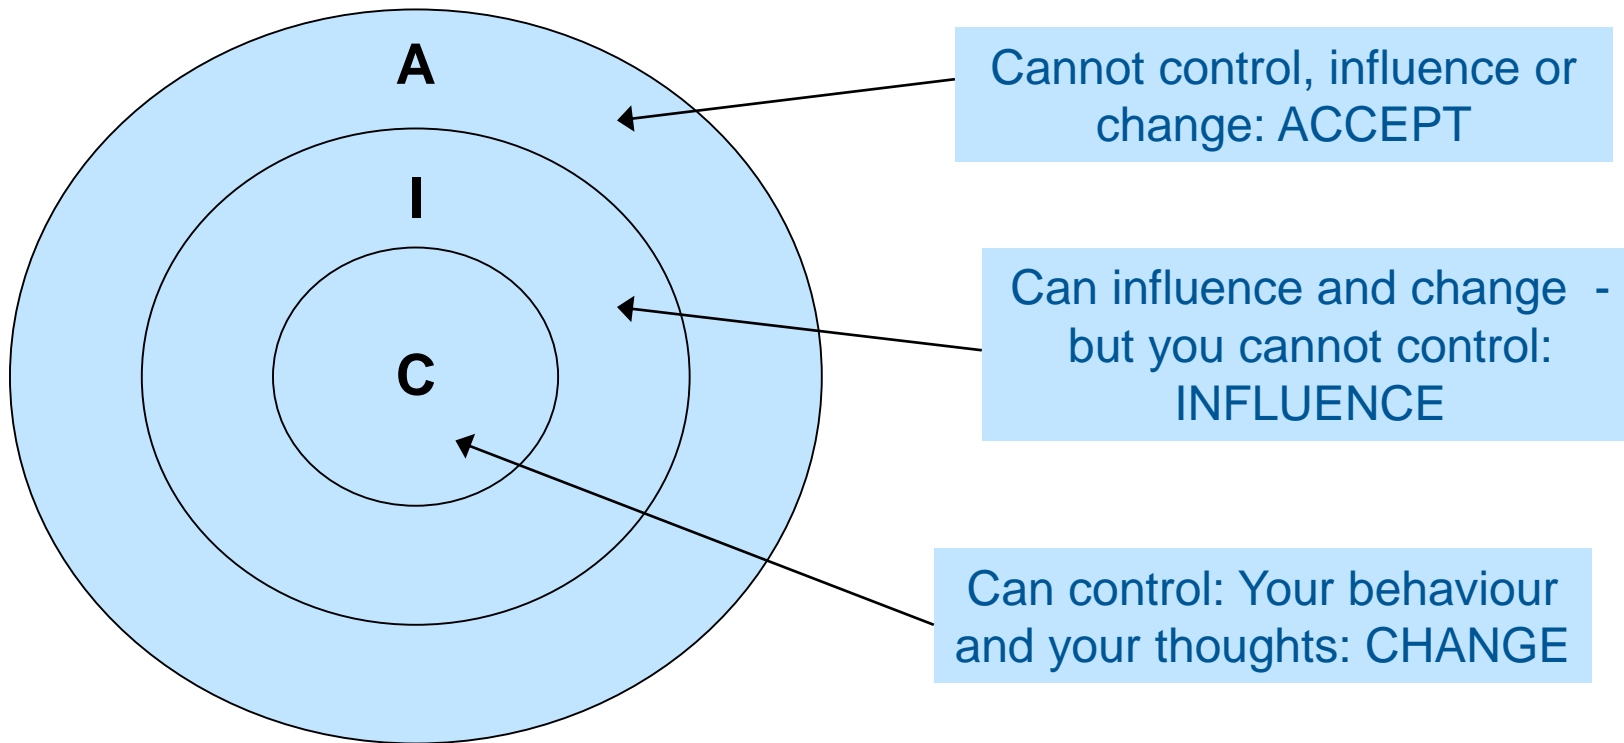 A
I
C
Cannot control, influence or
change: ACCEPT
Can influence and change  -
but you cannot control:
INFLUENCE
Can control: Your behaviour
and your thoughts: CHANGE